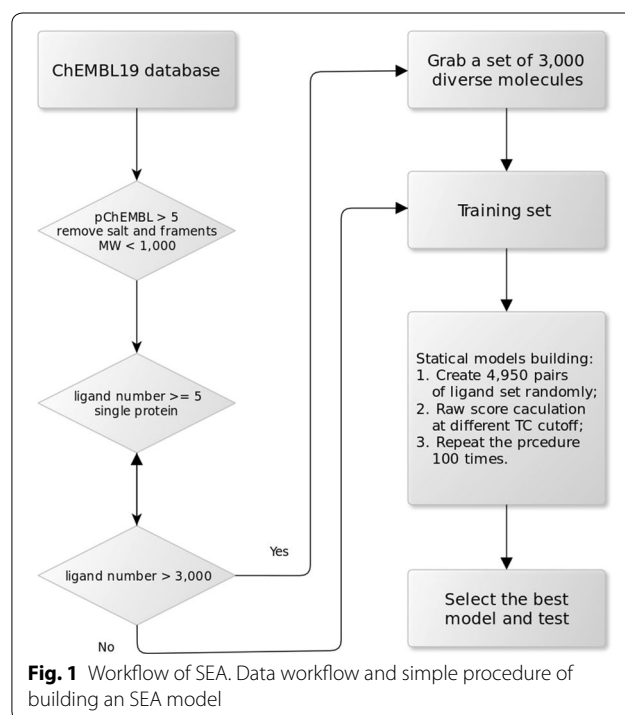 ChEMBL19 database
pChEMBL > 5
remove salt and framents
MW < 1,000
ligand number >= 5
single protein
ligand number > 3,000
Yes
No
Grab a set of 3,000
diverse molecules
Training set
Statical models building:
1. Create 4,950 pairs
of ligand set randomly;
2. Raw score caculation
at different TC cutoff;
3. Repeat the prcedure
100 times.
Select the best
model and test
Fig. 1 Workflow of SEA. Data workflow and simple procedure of
building an SEA model